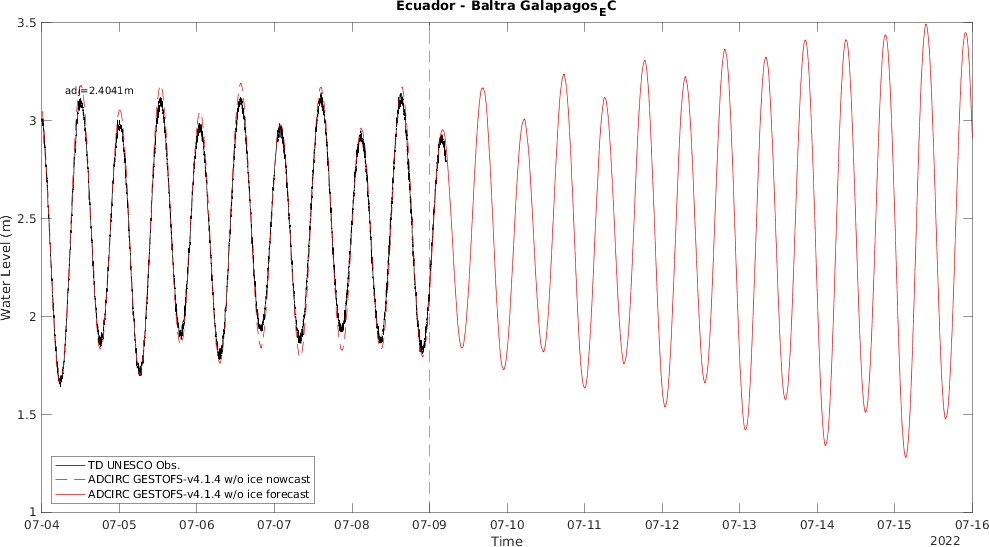 Ecuador - Baltra Galapagos_EC
3.5
3
2.5
2
1.5
1
Water Level (m)
adj=2.4041m
TD UNESCO Obs.
ADCIRC GESTOFS-v4.1.4 w/o ice nowcast
ADCIRC GESTOFS-v4.1.4 w/o ice forecast
07-04 07-05 07-06 07-07 07-08 07-09 07-10 07-11 07-12 07-13 07-14 07-15 07-16
Time
2022